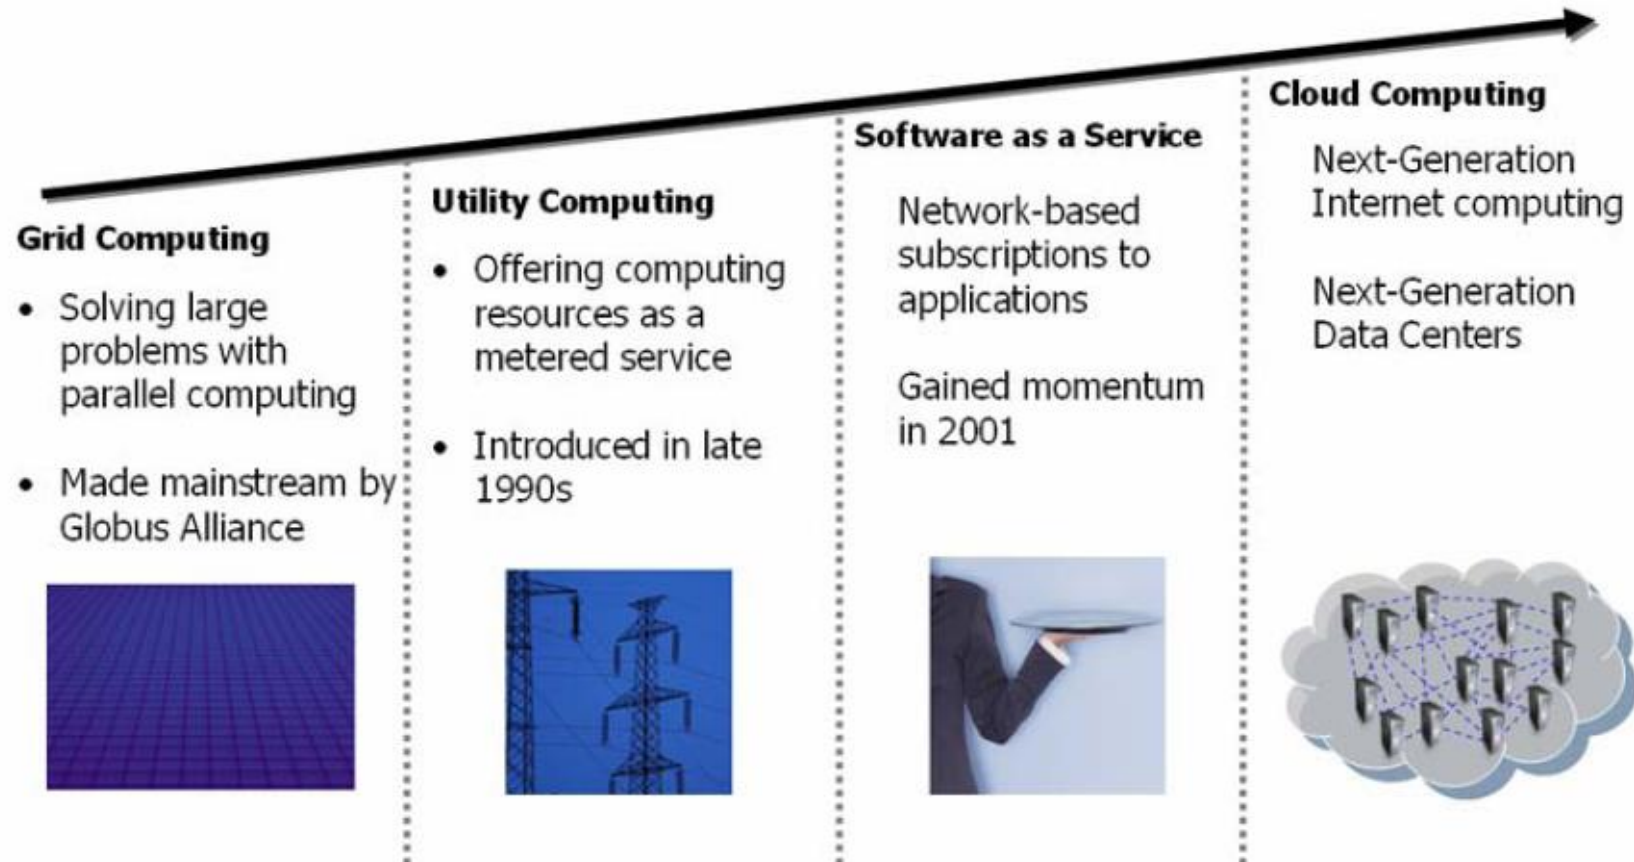 Grid Computing
• Solving large
problems with
parallel computing
• Made mainstream by
Globus Alliance
Utility Computing
• Offering computing
resources as a
metered service
• Introduced in late
1990s
Software as a Service
Network-based
subscriptions to
applications
Gained momentum
in 2001
Cloud Computing
Next-Generation
Internet computing
Next-Generation
Data Centers